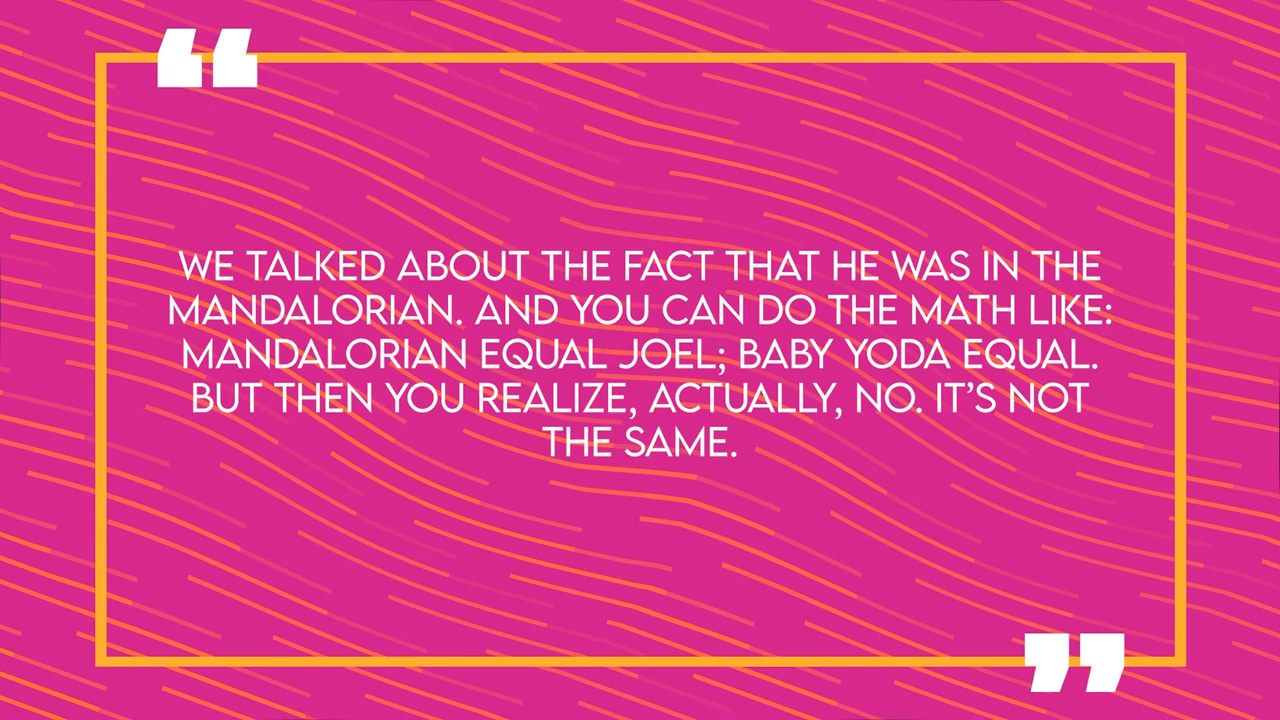 “
WE TALKED ABOUT THE FACT THAT HE WAS IN THE
MANDALORIAN. AND YOU CAN DO THE MATH LIKE:
MANDALORIAN EQUAL JOEL; BABY YODA EQUAL.
BUT THEN YOU REALIZE, ACTUALLY, NO. IT’S NOT
THE SAME.
”